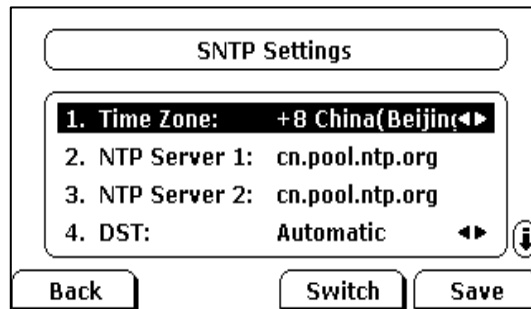 SNTP Settings
1. Time Zone: +8 China(Beijing
2. NTP Server 1: cn.pool.ntp.org
3. NTP Server 2: cn.pool.ntp.org
4. DST: Automatic
Back Switch Save